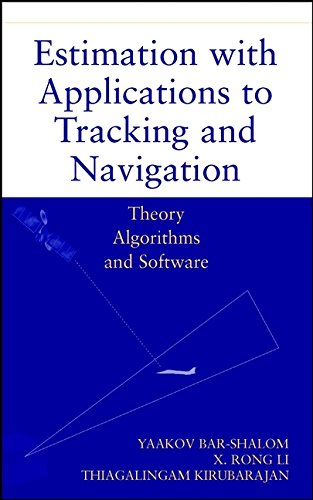 Estimation with
Applications to
Tracking and
Navigation
Theory
Algorithms
and Software
YAAKOV BAR-SHALOM
X. RONG LI
THIAGALINGAM KIRUBARAJAN